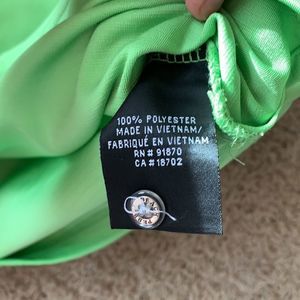 100% POLYESTER
MADE IN VIETNAM/
FABRIQUÉ EN VIETNAM
RN # 91870
CA # 18702